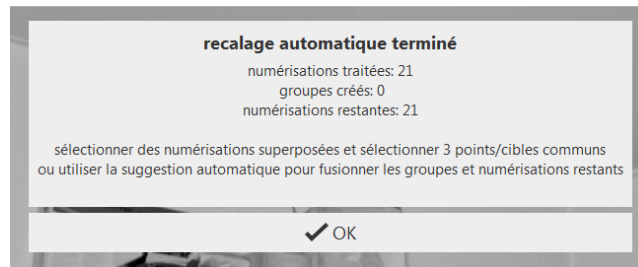 recalage automatique terminé
numérisations traitées: 21
groupes créés: 0
numérisations restantes: 21
sélectionner des numérisations superposées et sélectionner 3 points/cibles communs
ou utiliser la suggestion automatique pour fusionner les groupes et numérisations restants
OK